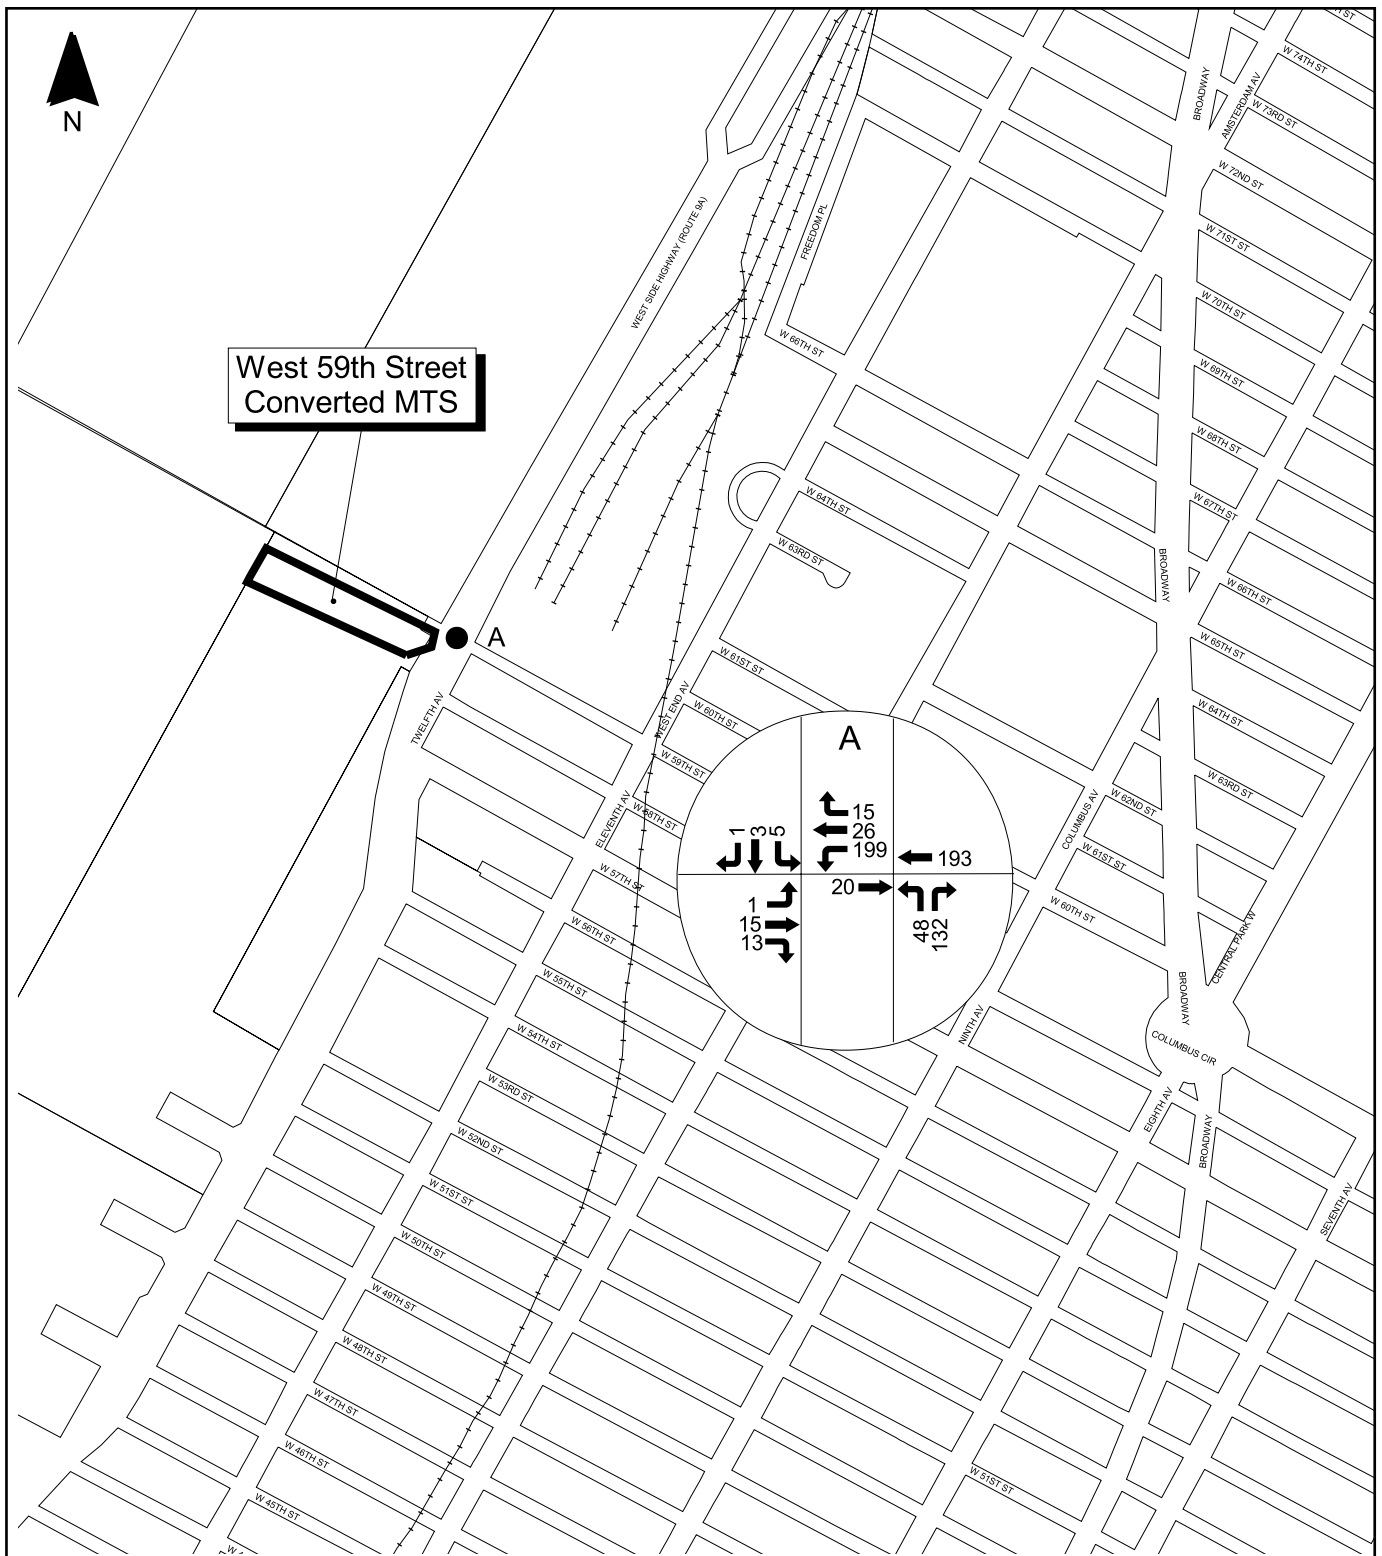 N
West 59th Street
Converted MTS
A
WEST SIDE HIGHWAY (ROUTE 9A)
FREEDOM PL
BROADWAY
AMSTERDAM AV
W 74TH ST
W 73RD ST
W 72ND ST
W 71ST ST
W 70TH ST
W 69TH ST
W 68TH ST
W 67TH ST
W 66TH ST
W 66TH ST
W 65TH ST
W 64TH ST
W 64TH ST
W 63RD ST
W 63RD ST
BROADWAY
W 62ND ST
W 61ST ST
W 61ST ST
W 60TH ST
W 60TH ST
W 59TH ST
W 58TH ST
W 57TH ST
W 56TH ST
W 55TH ST
W 54TH ST
W 53RD ST
W 52ND ST
W 51ST ST
W 50TH ST
W 49TH ST
W 48TH ST
W 47TH ST
W 46TH ST
W 45TH ST
W 51ST ST
TWELFTH AV
WEST END AV
ELEVENTH AV
COLUMBUS AV
CENTRAL PARK W
NINTH AV
BROADWAY
COLUMBUS CIR
EIGHTH AV
BROADWAY
SEVENTH AV
A
15
26
199
193
1
3
5
20
1
15
13
48
132